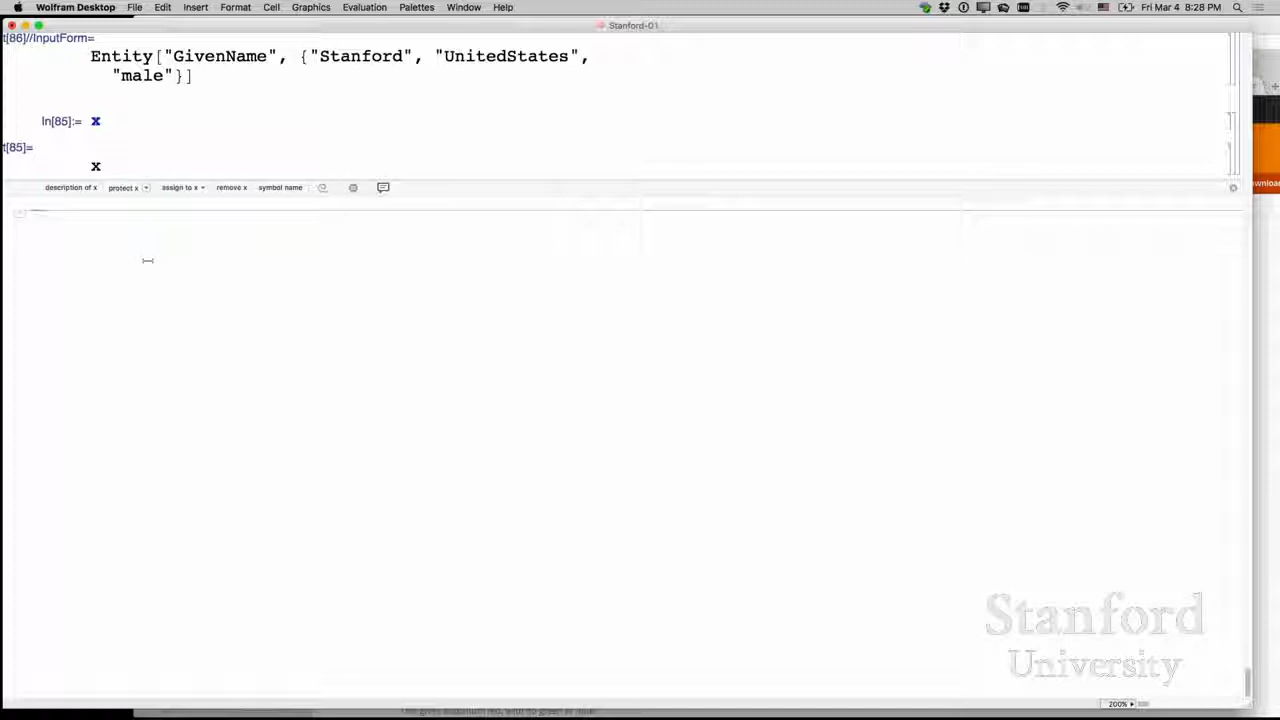 Wolfram Desktop File Edit Insert Format Cell Graphics Evaluation Palettes Window Help Fri Mar 4 8:28 PM
Stanford-01
t[86]//InputForm=
Entity["GivenName", {"Stanford", "UnitedStates",
"male"}]
In[85]:= x
t[85]=
x
description of x protect x assign to x remove x symbol name
wnload
Stanford
University
200%